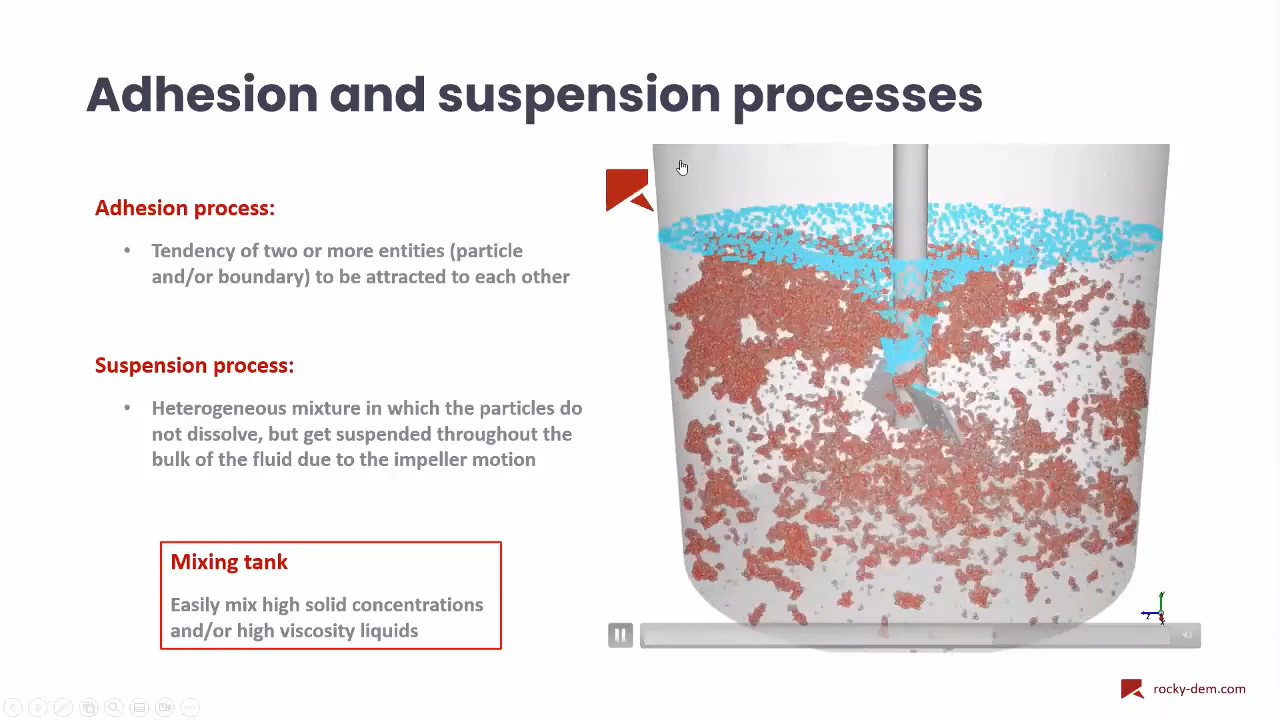 Adhesion and suspension processes
Adhesion process:
• Tendency of two or more entities (particle
and/or boundary) to be attracted to each other
Suspension process:
• Heterogeneous mixture in which the particles do
not dissolve, but get suspended throughout the
bulk of the fluid due to the impeller motion
Mixing tank
Easily mix high solid concentrations
and/or high viscosity liquids
rocky-dem.com